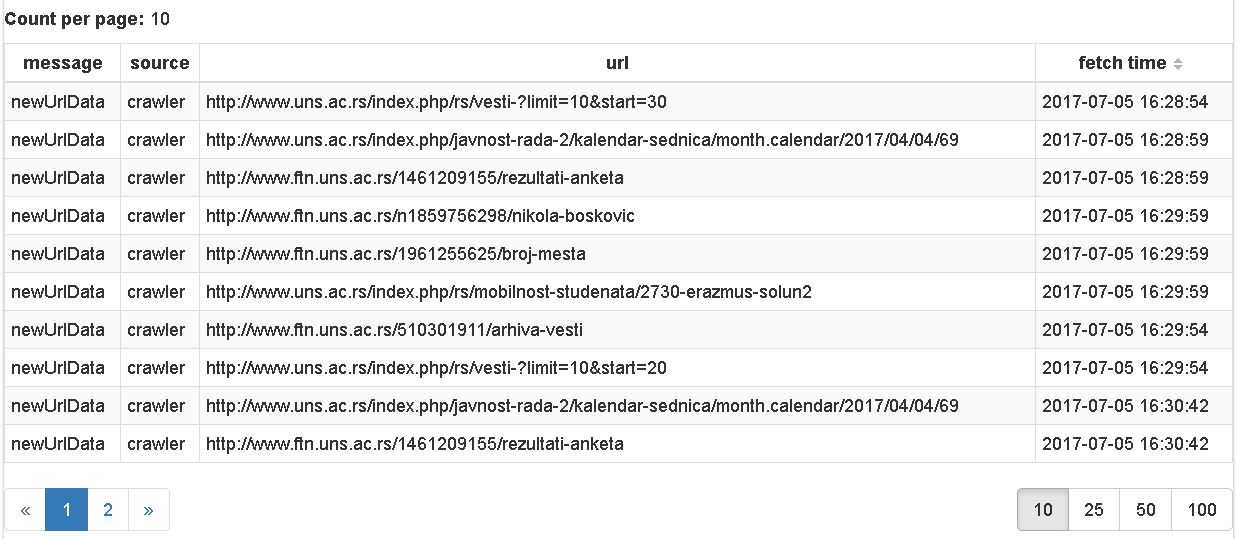 Count per page: 10
message source url fetch time
newUrlData crawler http://www.uns.ac.rs/index.php/rs/vesti-?limit=10&start=30 2017-07-05 16:28:54
newUrlData crawler http://www.uns.ac.rs/index.php/javnost-rada-2/kalendar-sednica/month.calendar/2017/04/04/69 2017-07-05 16:28:59
newUrlData crawler http://www.ftn.uns.ac.rs/1461209155/rezultati-anketa 2017-07-05 16:28:59
newUrlData crawler http://www.ftn.uns.ac.rs/n1859756298/nikola-boskovic 2017-07-05 16:29:59
newUrlData crawler http://www.ftn.uns.ac.rs/1961255625/broj-mesta 2017-07-05 16:29:59
newUrlData crawler http://www.uns.ac.rs/index.php/rs/mobilnost-studenata/2730-erazmus-solun2 2017-07-05 16:29:59
newUrlData crawler http://www.ftn.uns.ac.rs/510301911/arhiva-vesti 2017-07-05 16:29:54
newUrlData crawler http://www.uns.ac.rs/index.php/rs/vesti-?limit=10&start=20 2017-07-05 16:29:54
newUrlData crawler http://www.uns.ac.rs/index.php/javnost-rada-2/kalendar-sednica/month.calendar/2017/04/04/69 2017-07-05 16:30:42
newUrlData crawler http://www.ftn.uns.ac.rs/1461209155/rezultati-anketa 2017-07-05 16:30:42
« 1 2 » 10 25 50 100